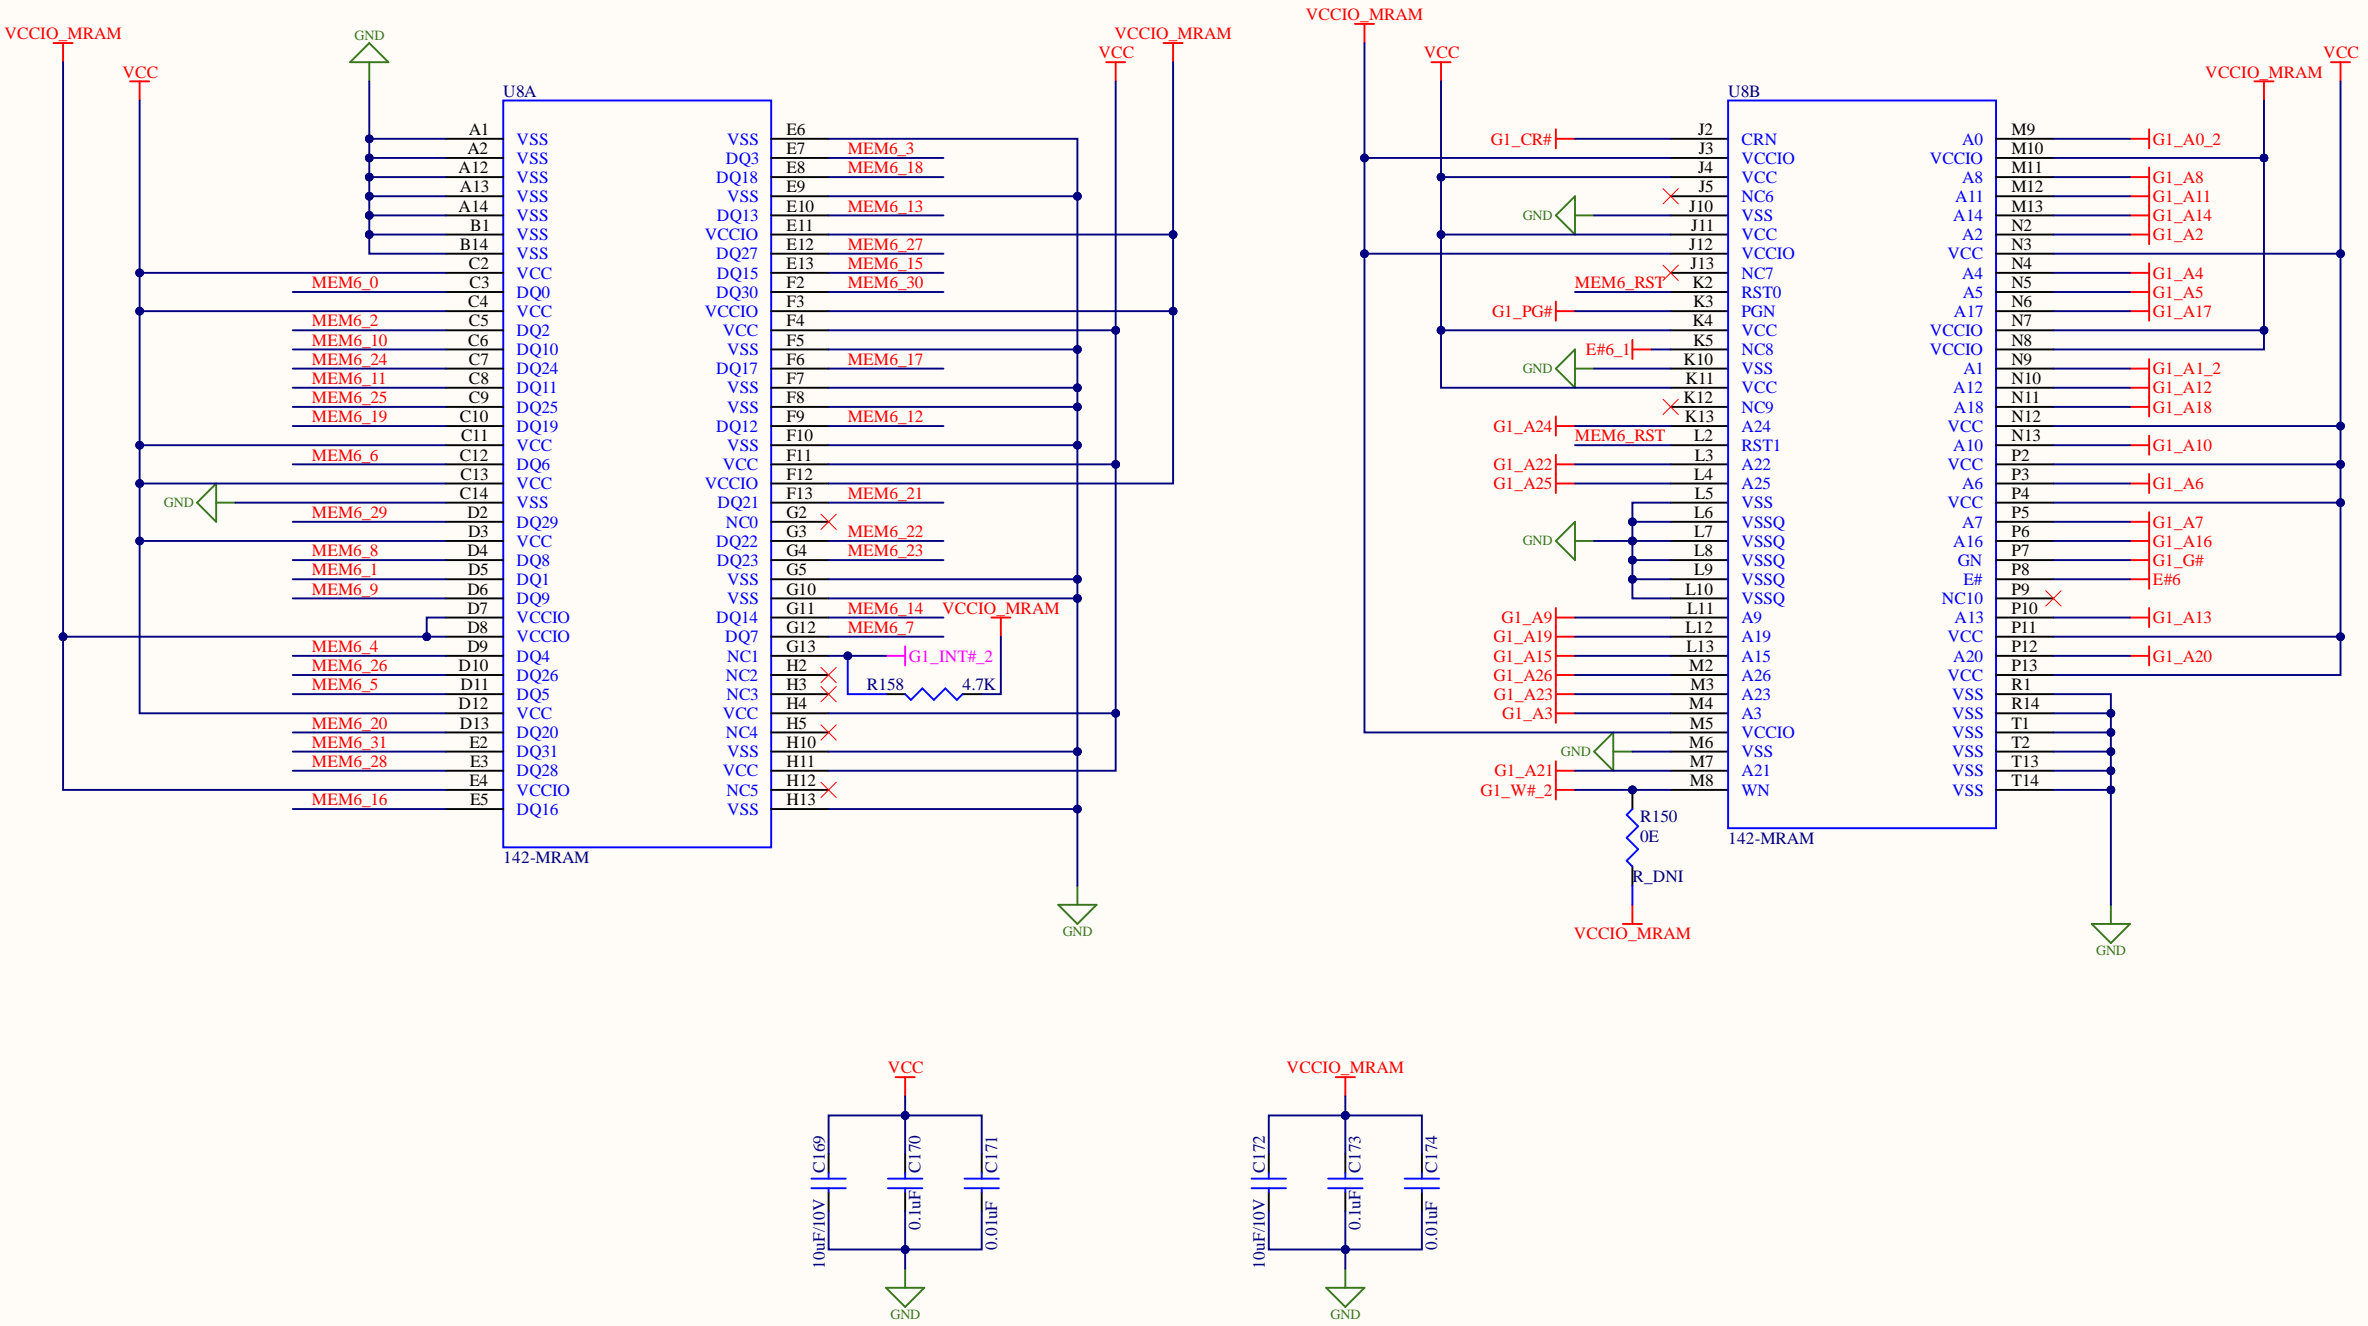 VCCIO_MRAM
VCC
GND
VCC
VCCIO_MRAM
U8A
A1 VSS
A2 VSS
A12 VSS
A13 VSS
A14 VSS
B1 VSS
B14 VSS
C2 VCC
MEM6_0 C3 DQ0
C4 VCC
MEM6_2 C5 DQ2
MEM6_10 C6 DQ10
MEM6_24 C7 DQ24
MEM6_11 C8 DQ11
MEM6_25 C9 DQ25
MEM6_19 C10 DQ19
C11 VCC
MEM6_6 C12 DQ6
C13 VCC
GND C14 VSS
MEM6_29 D2 DQ29
D3 VCC
MEM6_8 D4 DQ8
MEM6_1 D5 DQ1
MEM6_9 D6 DQ9
D7 VCCIO
D8 VCCIO
MEM6_4 D9 DQ4
MEM6_26 D10 DQ26
MEM6_5 D11 DQ5
D12 VCC
MEM6_20 D13 DQ20
MEM6_31 E2 DQ31
MEM6_28 E3 DQ28
E4 VCCIO
MEM6_16 E5 DQ16
VSS E6
DQ3 E7 MEM6_3
DQ18 E8 MEM6_18
VSS E9
DQ13 E10 MEM6_13
VCCIO E11
DQ27 E12 MEM6_27
DQ15 E13 MEM6_15
DQ30 F2 MEM6_30
VCCIO F3
VCC F4
VSS F5
DQ17 F6 MEM6_17
VSS F7
VSS F8
DQ12 F9 MEM6_12
VSS F10
VCC F11
VCCIO F12
DQ21 F13 MEM6_21
NC0 G2
DQ22 G3 MEM6_22
DQ23 G4 MEM6_23
VSS G5
VSS G10
DQ14 G11 MEM6_14 VCCIO_MRAM
DQ7 G12 MEM6_7
NC1 G13 G1_INT#_2
NC2 H2
NC3 H3 R158 4.7K
VCC H4
NC4 H5
VSS H10
VCC H11
NC5 H12
VSS H13
142-MRAM
GND
VCCIO_MRAM
VCC
VCC
VCCIO_MRAM
U8B
G1_CR# J2 CRN
J3 VCCIO
J4 VCC
J5 NC6
GND J10 VSS
J11 VCC
J12 VCCIO
J13 NC7
MEM6_RST K2 RST0
G1_PG# K3 PGN
K4 VCC
E#6_1 K5 NC8
GND K10 VSS
K11 VCC
K12 NC9
G1_A24 K13 A24
MEM6_RST L2 RST1
G1_A22 L3 A22
G1_A25 L4 A25
L5 VSS
L6 VSSQ
GND L7 VSSQ
L8 VSSQ
L9 VSSQ
L10 VSSQ
G1_A9 L11 A9
G1_A19 L12 A19
G1_A15 L13 A15
G1_A26 M2 A26
G1_A23 M3 A23
G1_A3 M4 A3
M5 VCCIO
GND M6 VSS
G1_A21 M7 A21
G1_W#_2 M8 WN
A0 M9 G1_A0_2
VCCIO M10
A8 M11 G1_A8
A11 M12 G1_A11
A14 M13 G1_A14
A2 N2 G1_A2
VCC N3
A4 N4 G1_A4
A5 N5 G1_A5
A17 N6 G1_A17
VCCIO N7
VCCIO N8
A1 N9 G1_A1_2
A12 N10 G1_A12
A18 N11 G1_A18
VCC N12
A10 N13 G1_A10
VCC P2
A6 P3 G1_A6
VCC P4
A7 P5 G1_A7
A16 P6 G1_A16
GN P7 G1_G#
E# P8 E#6
NC10 P9
A13 P10 G1_A13
VCC P11
A20 P12 G1_A20
VCC P13
VSS R1
VSS R14
VSS T1
VSS T2
VSS T13
VSS T14
142-MRAM
R150
0E
R_DNI
VCCIO_MRAM
GND
VCC
C169
10uF/10V
C170
0.1uF
C171
0.01uF
GND
VCCIO_MRAM
C172
10uF/10V
C173
0.1uF
C174
0.01uF
GND